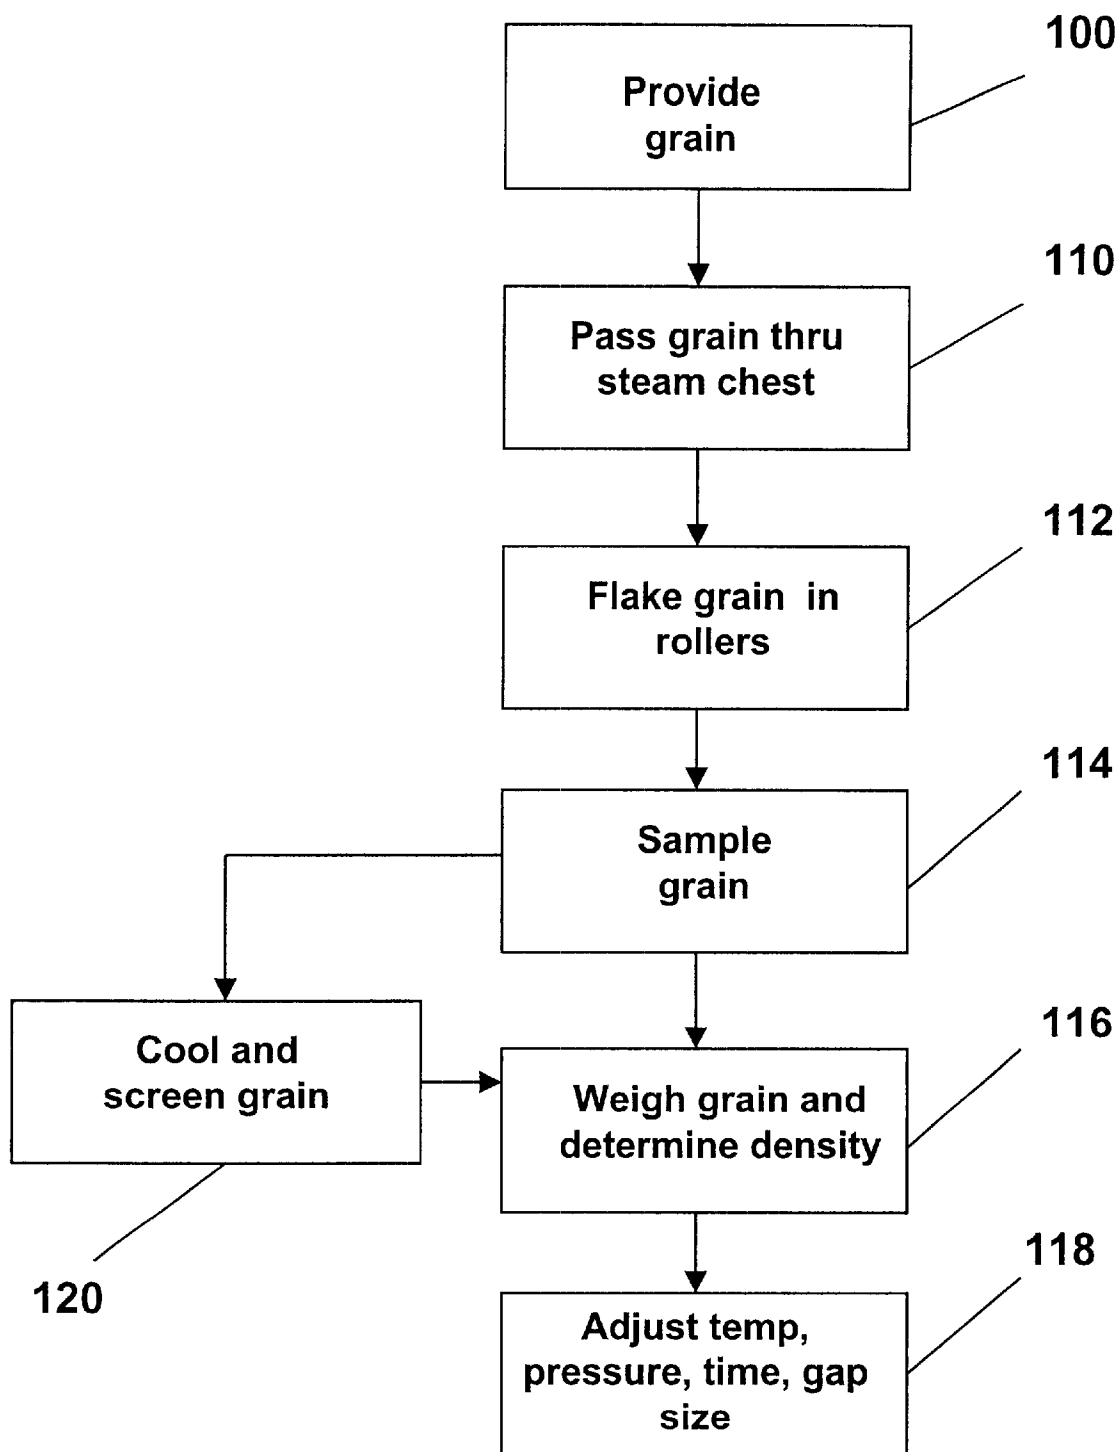 100
Provide
grain
110
Pass grain thru
steam chest
112
Flake grain in
rollers
114
Sample
grain
Cool and
screen grain
116
Weigh grain and
determine density
120
118
Adjust temp,
pressure, time, gap
size